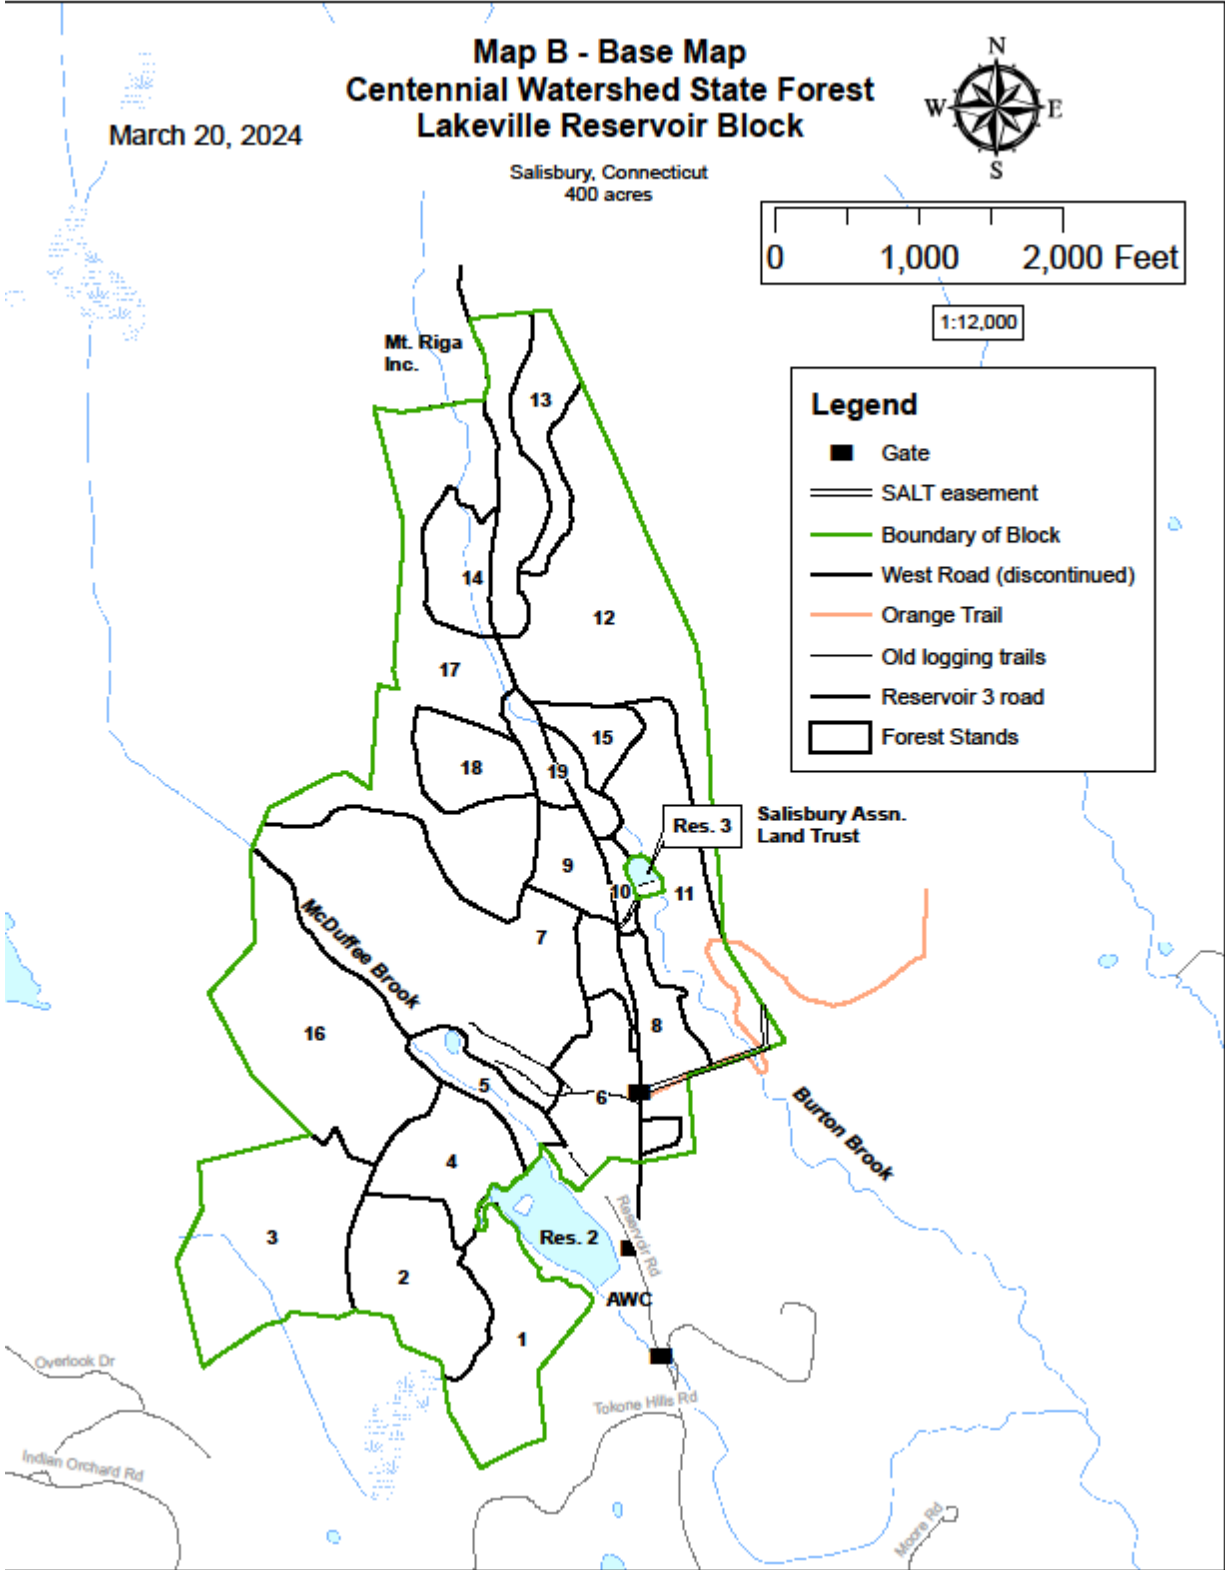 Map B - Base Map
Centennial Watershed State Forest
Lakeville Reservoir Block
March 20, 2024
Salisbury, Connecticut
400 acres
N
W
E
S
0 1,000 2,000 Feet
1:12,000
Mt. Riga
Inc.
Legend
Gate
SALT easement
Boundary of Block
West Road (discontinued)
Orange Trail
Old logging trails
Reservoir 3 road
Forest Stands
13
14
12
17
15
18
19
Res. 3
Salisbury Assn.
Land Trust
9
10
11
7
McDuffee Brook
16
8
5
6
Burton Brook
4
3
Res. 2
Reservoir Rd
2
AWC
1
Overlook Dr
Tokone Hills Rd
Indian Orchard Rd
Moore Rd